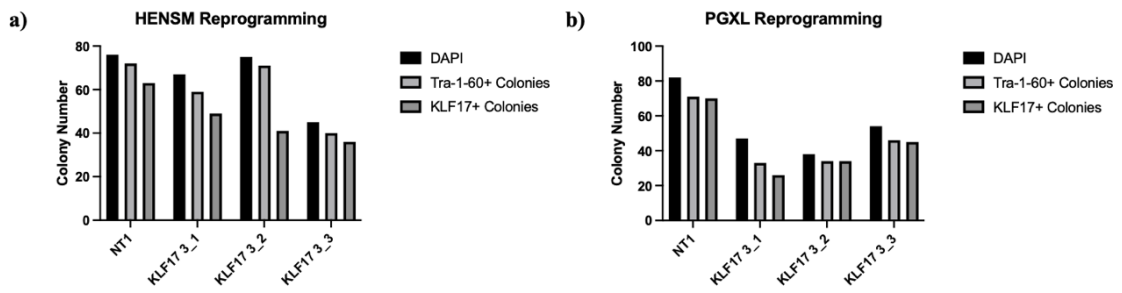 a)
HENSM Reprogramming
Colony Number
80
60
40
20
0
NT1
KLF17 3_1
KLF17 3_2
KLF17 3_3
DAPI
Tra-1-60+ Colonies
KLF17+ Colonies
b)
PGXL Reprogramming
Colony Number
100
80
60
40
20
0
NT1
KLF17 3_1
KLF17 3_2
KLF17 3_3
DAPI
Tra-1-60+ Colonies
KLF17+ Colonies